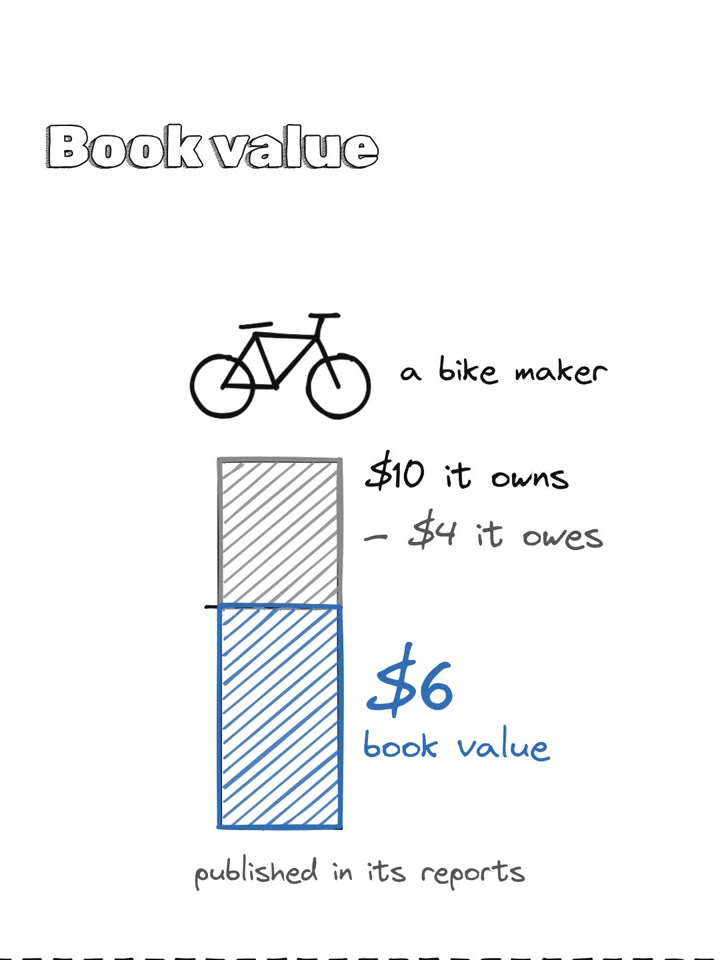 Book value
a bike maker
$10 it owns
– $4 it owes
$6
book value
published in its reports